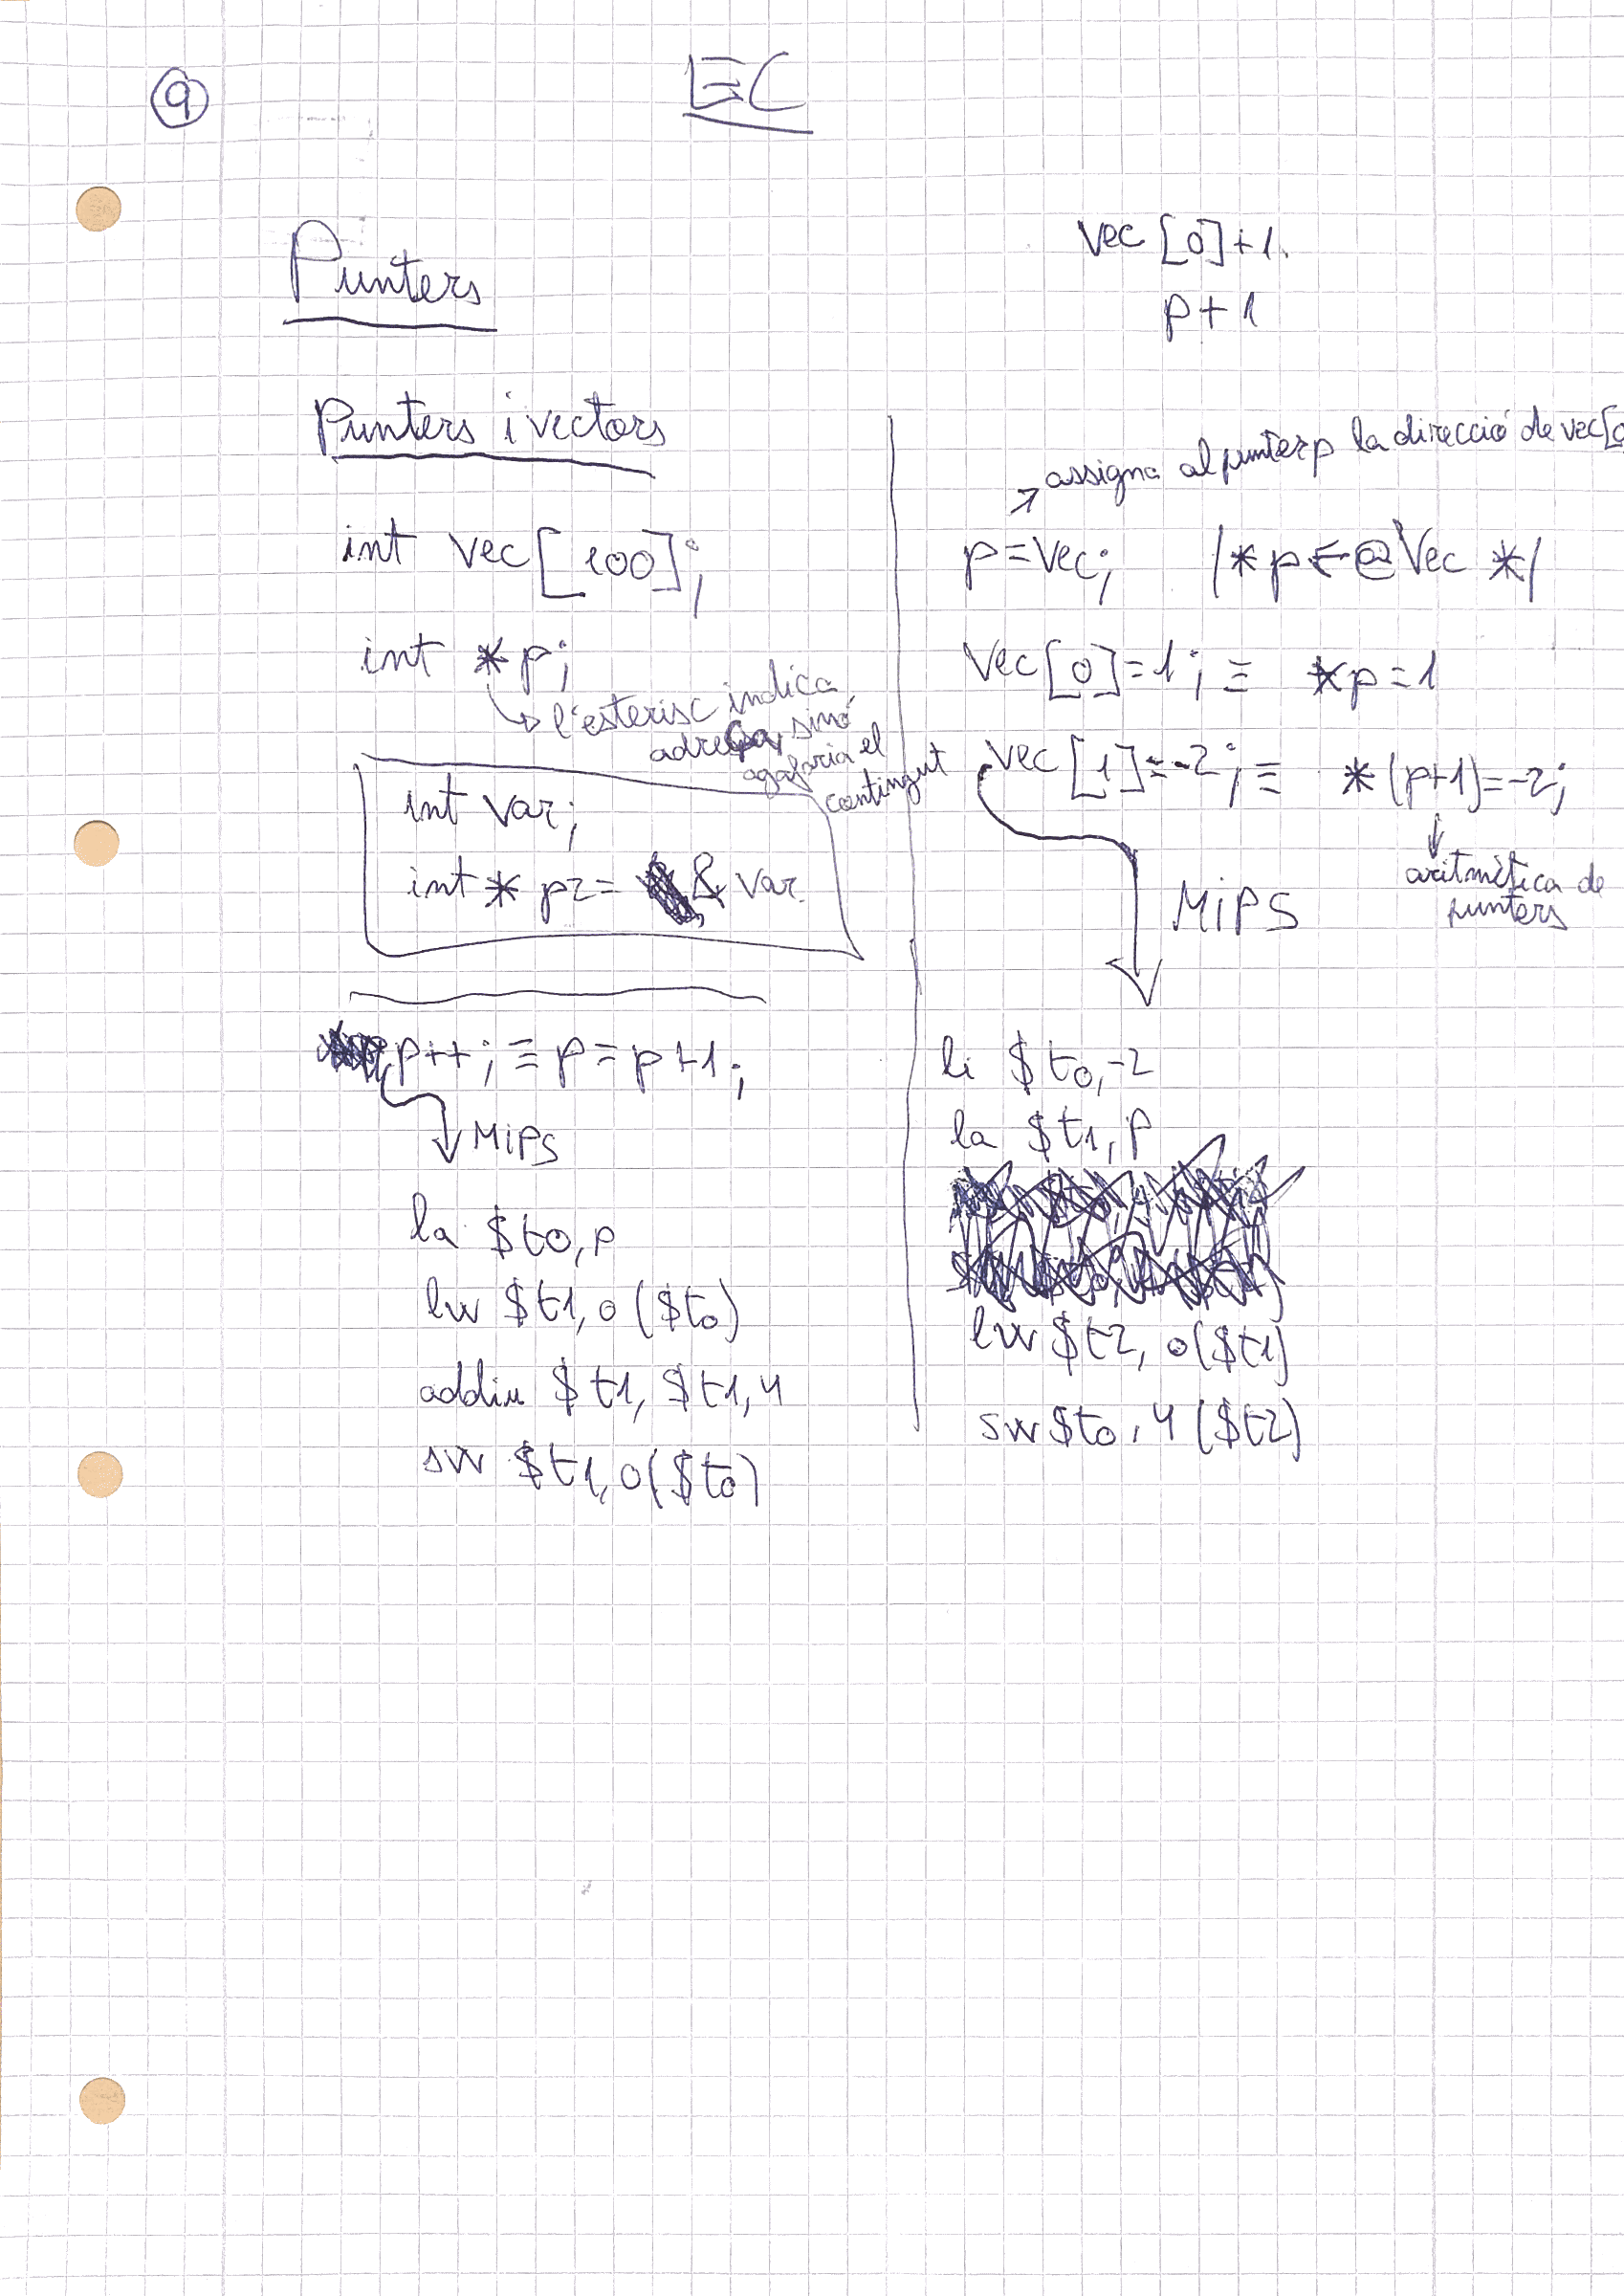 9
EC
Punters
Vec [0]+1.
p+1
Punters i vectors
int vec [100];
int *p;
l'esterisc indica
adreça, sinó
agafaria el
contingut
int var;
int * p2 = & var.
p++; ≡ p = p+1;
MIPS
la $t0, p
lw $t1, 0($t0)
addiu $t1, $t1, 4
sw $t1, 0($t0)
assigna al punter p la direcció de vec[0
p = Vec; /* p ← @Vec */
Vec [0] = 1; ≡ *p = 1
vec [1] = -2; ≡ *(p+1) = -2;
aritmètica de
punters
MIPS
li $t0, -2
la $t1, p
lw $t2, 0($t1)
sw $t0, 4($t2)